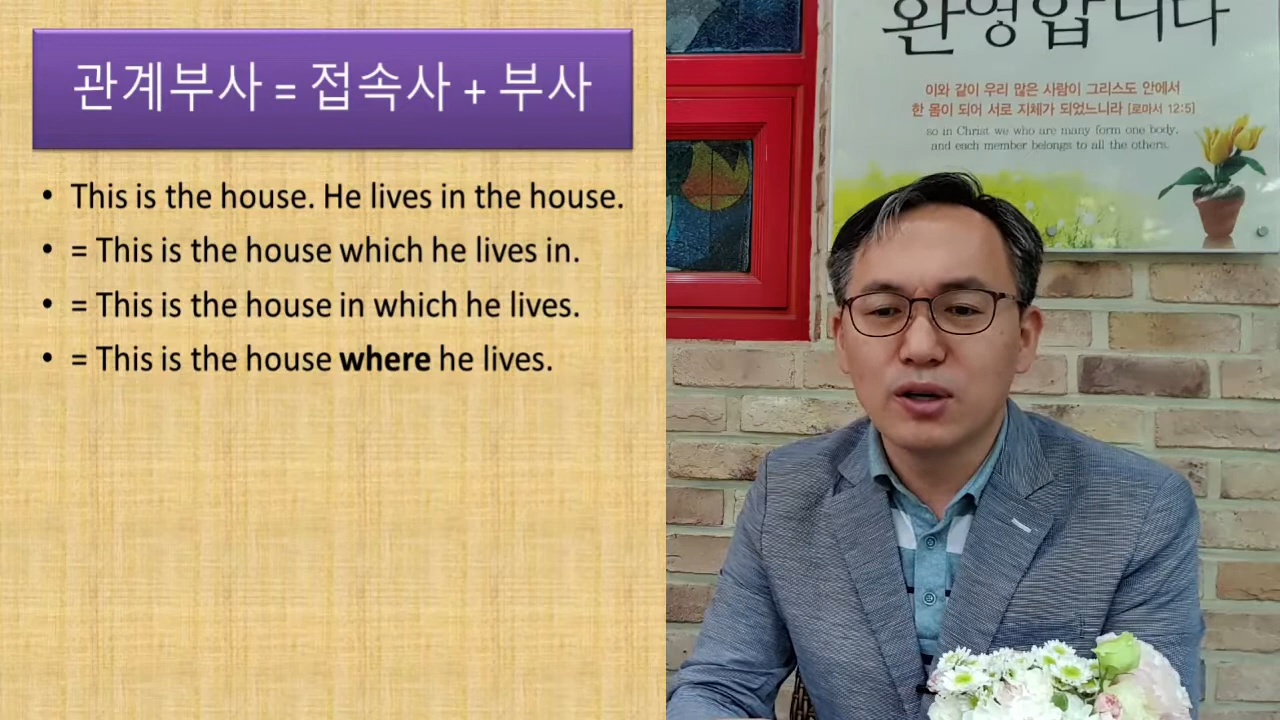 관계부사 = 접속사 + 부사
• This is the house. He lives in the house.
• = This is the house which he lives in.
• = This is the house in which he lives.
• = This is the house where he lives.
환영합니다
이와 같이 우리 많은 사람이 그리스도 안에서
한 몸이 되어 서로 지체가 되었느니라 [로마서 12:5]
so in Christ we who are many form one body,
and each member belongs to all the others.